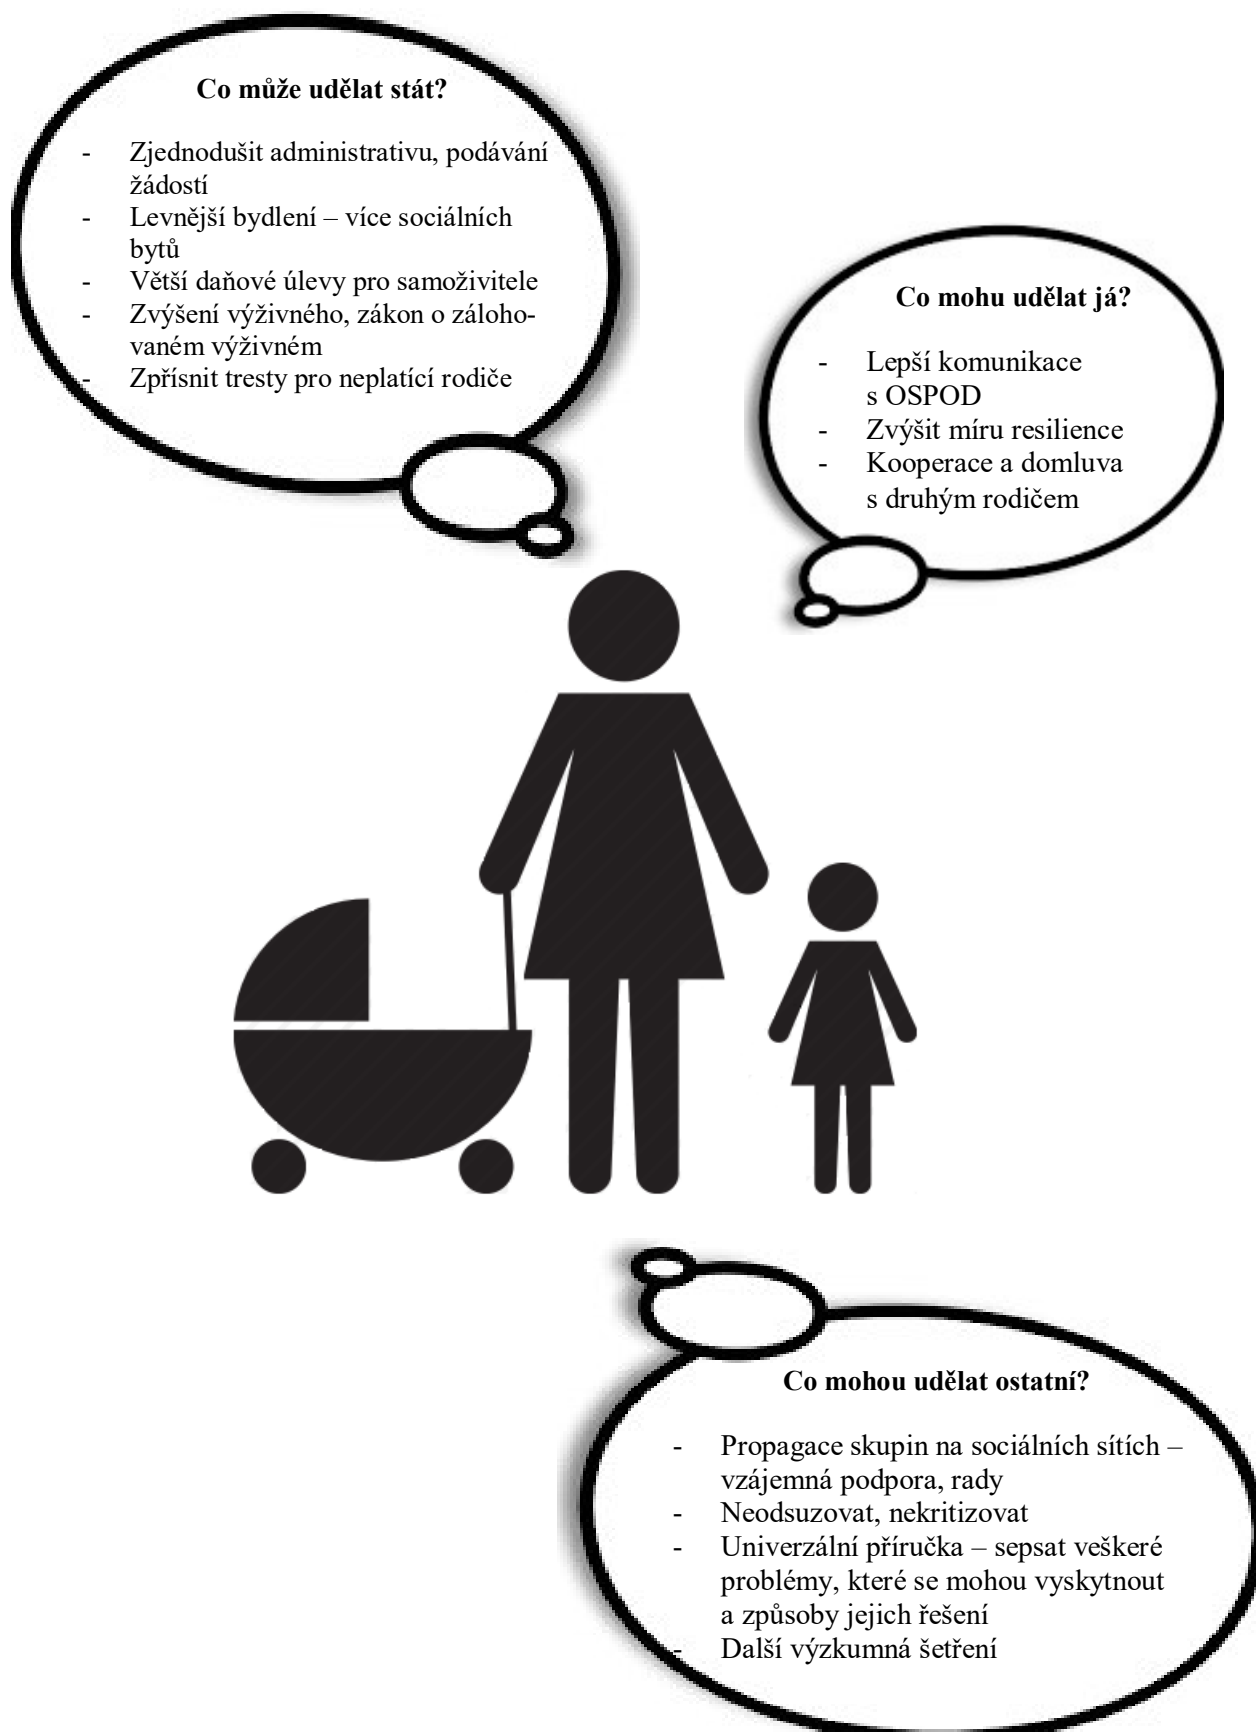 Co může udělat stát?
- Zjednodušit administrativu, podávání
žádostí
- Levnější bydlení – více sociálních
bytů
- Větší daňové úlevy pro samoživitele
- Zvýšení výživného, zákon o záloho-
vaném výživném
- Zpřísnit tresty pro neplatící rodiče
Co mohu udělat já?
- Lepší komunikace
s OSPOD
- Zvýšit míru resilience
- Kooperace a domluva
s druhým rodičem
Co mohou udělat ostatní?
- Propagace skupin na sociálních sítích –
vzájemná podpora, rady
- Neodsuzovat, nekritizovat
- Univerzální příručka – sepsat veškeré
problémy, které se mohou vyskytnout
a způsoby jejich řešení
- Další výzkumná šetření